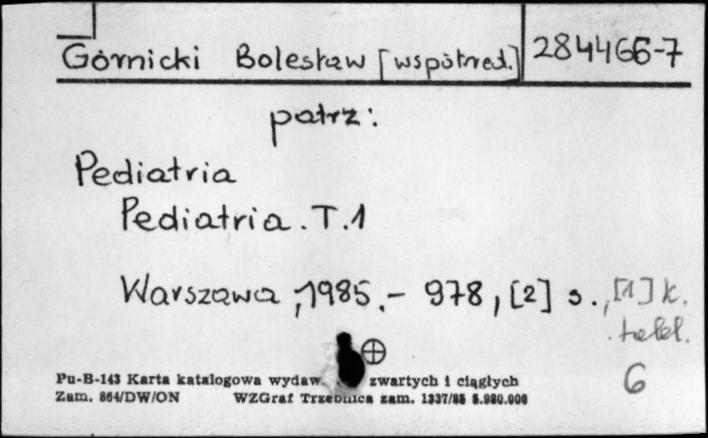 Górnicki Bolesław [współred.] 284466-7
patrz:
Pediatria
Pediatria. T.1
Warszawa, 1985.- 978, [2] s., [1] k.
tabl.
Pu-B-143 Karta katalogowa wydaw. zwartych i ciągłych
Zam. 864/DW/ON WZGraf Trzebnica zam. 1337/85 5.980.000
6